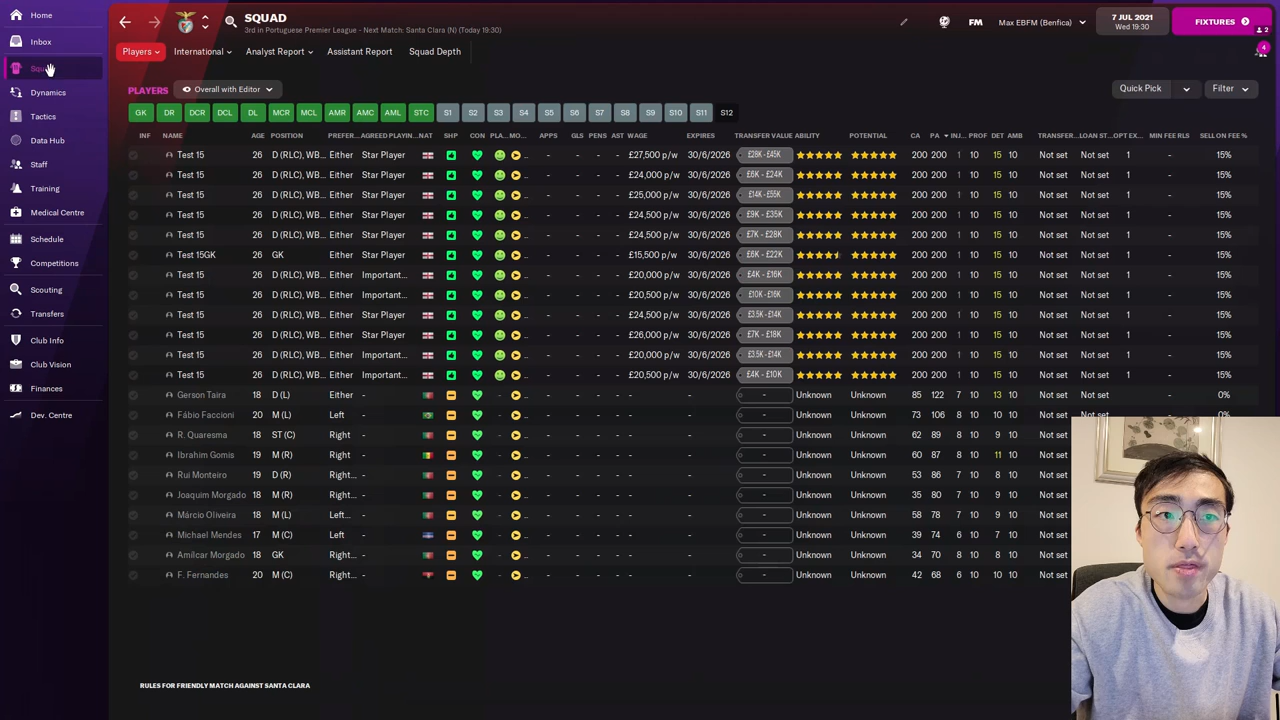 Home
Inbox
Squad
Dynamics
Tactics
Data Hub
Staff
Training
Medical Centre
Schedule
Competitions
Scouting
Transfers
Club Info
Club Vision
Finances
Dev. Centre
SQUAD
3rd in Portuguese Premier League - Next Match: Santa Clara (N) (Today 19:30)
FM
Max EBFM (Benfica)
7 JUL 2021
Wed 19:30
FIXTURES
2
4
Players International Analyst Report Assistant Report Squad Depth
PLAYERS Overall with Editor Quick Pick Filter
GK DR DCR DCL DL MCR MCL AMR AMC AML STC S1 S2 S3 S4 S5 S6 S7 S8 S9 S10 S11 S12
INF NAME AGE POSITION PREFER... AGREED PLAYIN... NAT SHP CON PLA... MO... APPS GLS PENS AST WAGE EXPIRES TRANSFER VALUE ABILITY POTENTIAL CA PA INJ... PROF DET AMB TRANSFER... LOAN ST... OPT EX... MIN FEE RLS SELL ON FEE %
Test 15 26 D (RLC), WB... Either Star Player - - - - £27,500 p/w 30/6/2026 £28K - £45K 200 200 1 10 15 10 Not set Not set 1 - 15%
Test 15 26 D (RLC), WB... Either Star Player - - - - £24,000 p/w 30/6/2026 £6K - £24K 200 200 1 10 15 10 Not set Not set 1 - 15%
Test 15 26 D (RLC), WB... Either Star Player - - - - £25,000 p/w 30/6/2026 £14K - £55K 200 200 1 10 15 10 Not set Not set 1 - 15%
Test 15 26 D (RLC), WB... Either Star Player - - - - £24,500 p/w 30/6/2026 £9K - £35K 200 200 1 10 15 10 Not set Not set 1 - 15%
Test 15 26 D (RLC), WB... Either Star Player - - - - £24,500 p/w 30/6/2026 £7K - £28K 200 200 1 10 15 10 Not set Not set 1 - 15%
Test 15GK 26 GK Either Star Player - - - - £15,500 p/w 30/6/2026 £6K - £22K 200 200 1 10 15 10 Not set Not set 1 - 15%
Test 15 26 D (RLC), WB... Either Important... - - - - £20,000 p/w 30/6/2026 £4K - £16K 200 200 1 10 15 10 Not set Not set 1 - 15%
Test 15 26 D (RLC), WB... Either Important... - - - - £20,500 p/w 30/6/2026 £10K - £16K 200 200 1 10 15 10 Not set Not set 1 - 15%
Test 15 26 D (RLC), WB... Either Important... - - - - £24,500 p/w 30/6/2026 £3.5K - £14K 200 200 1 10 15 10 Not set Not set 1 - 15%
Test 15 26 D (RLC), WB... Either Star Player - - - - £26,000 p/w 30/6/2026 £7K - £18K 200 200 1 10 15 10 Not set Not set 1 - 15%
Test 15 26 D (RLC), WB... Either Important... - - - - £20,000 p/w 30/6/2026 £3.5K - £14K 200 200 1 10 15 10 Not set Not set 1 - 15%
Test 15 26 D (RLC), WB... Either Important... - - - - £20,500 p/w 30/6/2026 £4K - £10K 200 200 1 10 15 10 Not set Not set 1 - 15%
Gerson Taira 18 D (L) Either - - - - - - - - - Unknown Unknown 85 122 7 10 13 10 Not set Not set 1 - 0%
Fábio Faccioni 20 M (L) Left - - - - - - - - - Unknown Unknown 73 106 8 10 10 10 Not set Not set 1 - 0%
R. Quaresma 18 ST (C) Right - - - - - - - - - Unknown Unknown 62 89 8 10 9 10 Not set
Ibrahim Gomis 19 M (R) Right - - - - - - - - - Unknown Unknown 60 87 8 10 11 10 Not set
Rui Monteiro 19 D (R) Right - - - - - - - - - Unknown Unknown 53 86 7 10 9 10 Not set
Joaquim Morgado 18 M (R) Left... - - - - - - - - - Unknown Unknown 35 80 7 10 9 10 Not set
Márcio Oliveira 18 M (L) Left... - - - - - - - - - Unknown Unknown 58 78 7 10 9 10 Not set
Michael Mendes 17 M (C) Left - - - - - - - - - Unknown Unknown 39 74 6 10 7 10 Not set
Amílcar Morgado 18 GK Right... - - - - - - - - - Unknown Unknown 34 70 8 10 8 10 Not set
F. Fernandes 20 M (C) Right... - - - - - - - - - Unknown Unknown 42 68 6 10 10 10 Not set
RULES FOR FRIENDLY MATCH AGAINST SANTA CLARA